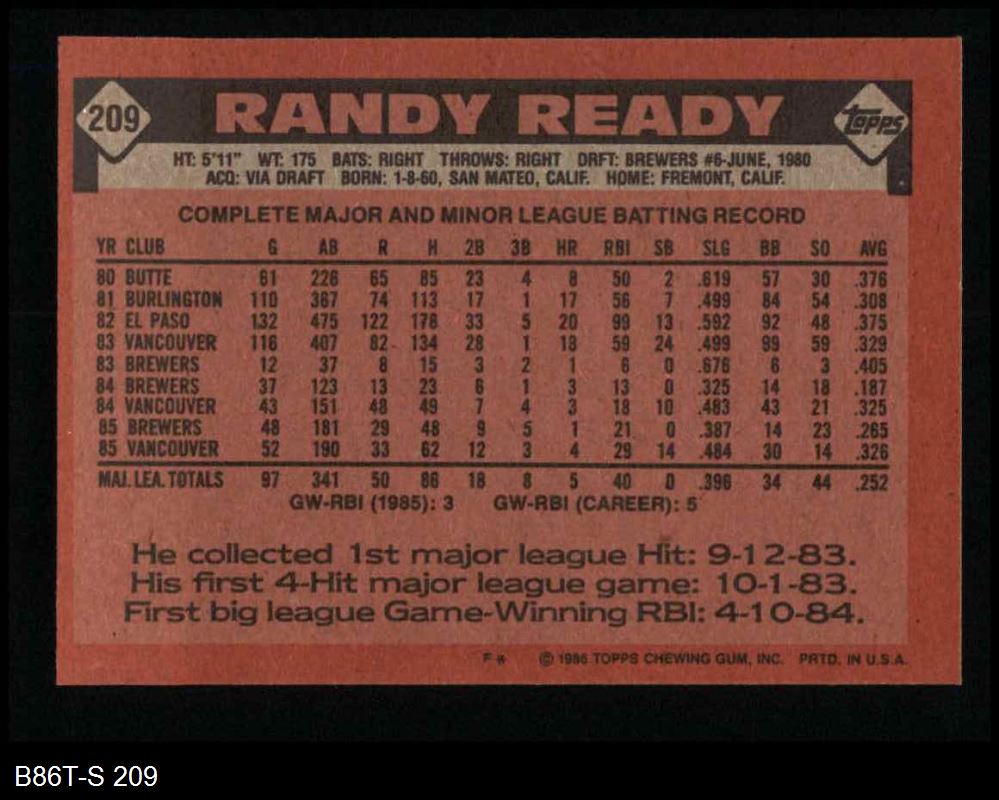 209 RANDY READY Topps
HT: 5'11" WT: 175 BATS: RIGHT THROWS: RIGHT DRFT: BREWERS #6-JUNE, 1980
ACQ: VIA DRAFT BORN: 1-8-60, SAN MATEO, CALIF. HOME: FREMONT, CALIF.
COMPLETE MAJOR AND MINOR LEAGUE BATTING RECORD
YR CLUB G AB R H 2B 3B HR RBI SB SLG BB SO AVG
80 BUTTE 61 226 65 85 23 4 8 50 2 .619 57 30 .376
81 BURLINGTON 110 367 74 113 17 1 17 56 7 .499 84 54 .308
82 EL PASO 132 475 122 178 33 5 20 99 13 .592 92 48 .375
83 VANCOUVER 116 407 82 134 28 1 13 59 24 .499 99 59 .329
83 BREWERS 12 37 8 15 3 2 1 6 0 .676 6 3 .405
84 BREWERS 37 123 13 23 6 1 3 13 0 .325 14 18 .187
84 VANCOUVER 43 151 48 49 7 4 3 18 10 .483 43 21 .325
85 BREWERS 48 181 29 48 9 5 1 21 0 .387 14 23 .265
85 VANCOUVER 52 190 33 62 12 3 4 29 14 .484 30 14 .326
MAJ. LEA. TOTALS 97 341 50 86 18 8 5 40 0 .396 34 44 .252
GW-RBI (1985): 3 GW-RBI (CAREER): 5
He collected 1st major league Hit: 9-12-83.
His first 4-Hit major league game: 10-1-83.
First big league Game-Winning RBI: 4-10-84.
F* © 1986 TOPPS CHEWING GUM, INC. PRTD. IN U.S.A.
B86T-S 209